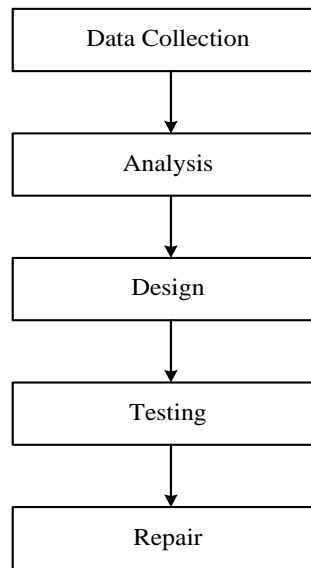 Data Collection
Analysis
Design
Testing
Repair